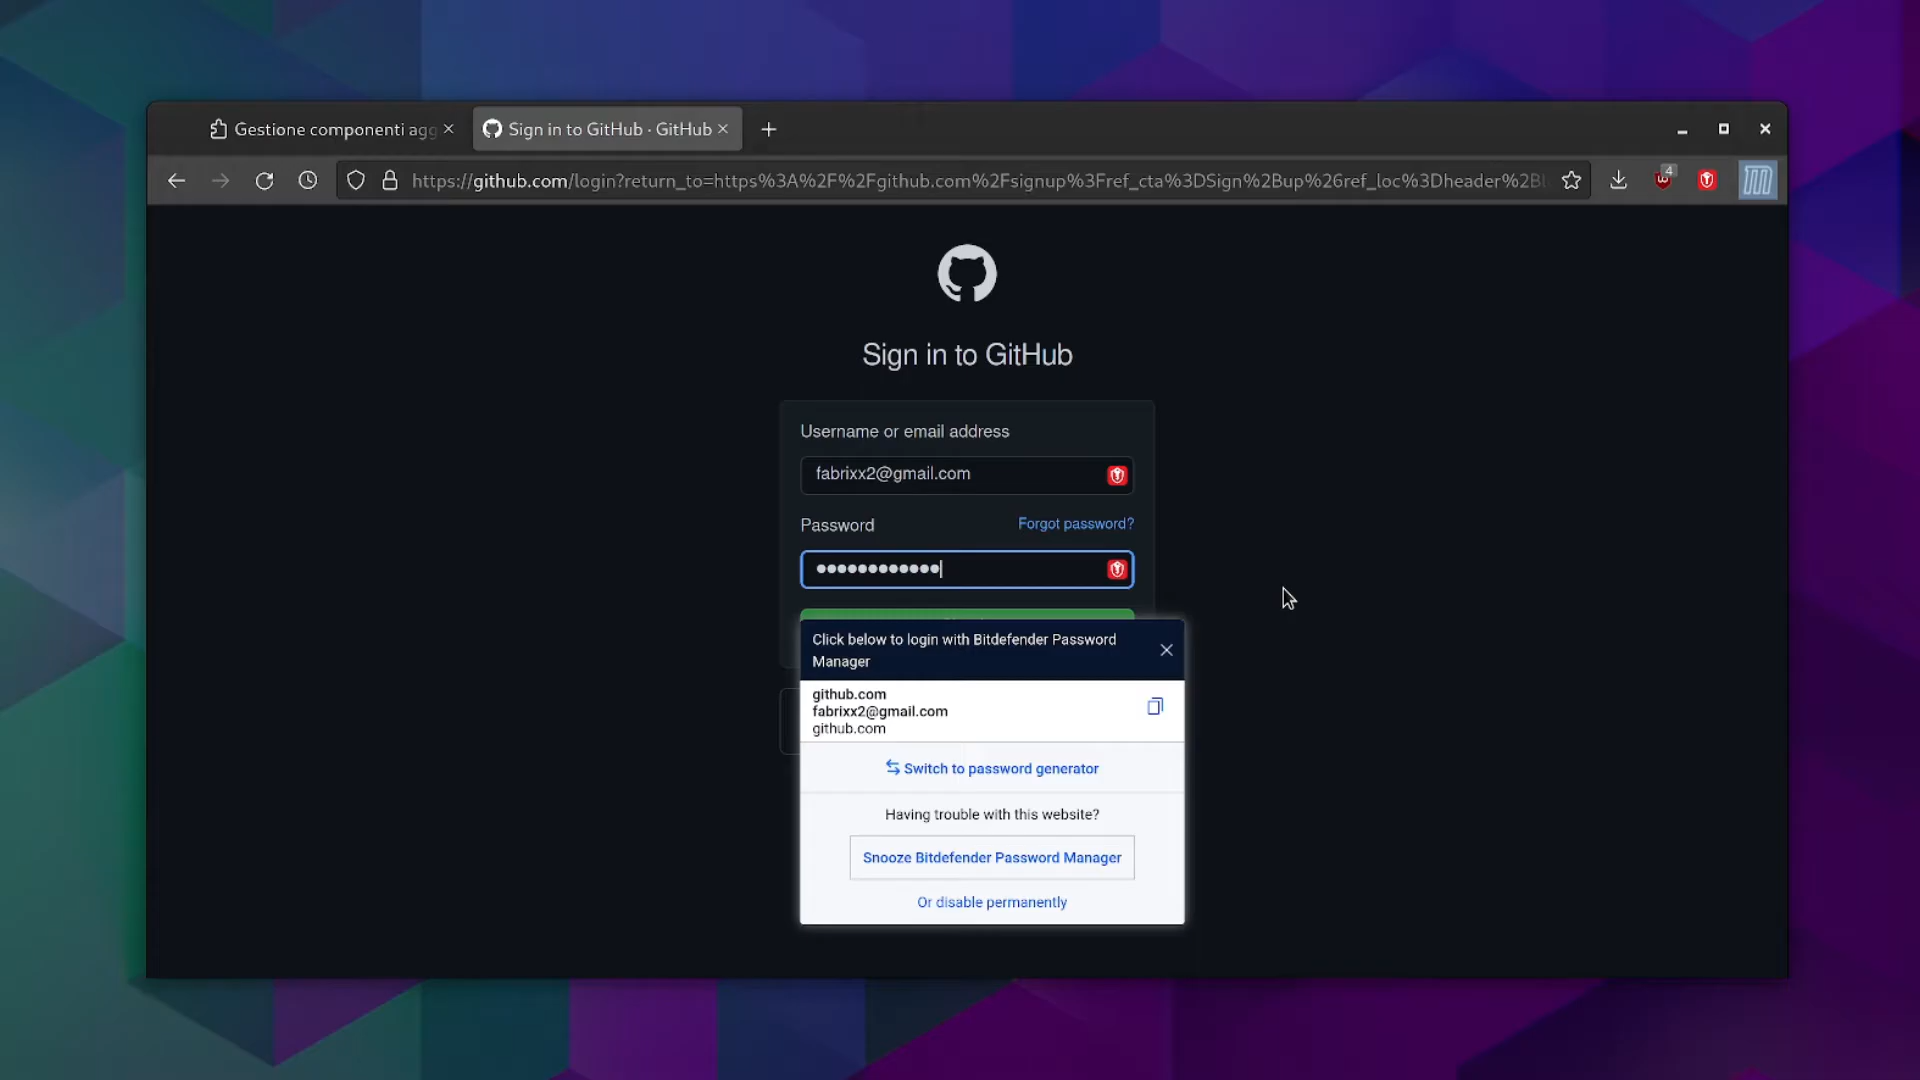 Gestione componenti agg
Sign in to GitHub · GitHub
https://github.com/login?return_to=https%3A%2F%2Fgithub.com%2Fsignup%3Fref_cta%3DSign%2Bup%26ref_loc%3Dheader%2B
4
Sign in to GitHub
Username or email address
fabrixx2@gmail.com
Password
Forgot password?
Click below to login with Bitdefender Password
Manager
github.com
fabrixx2@gmail.com
github.com
Switch to password generator
Having trouble with this website?
Snooze Bitdefender Password Manager
Or disable permanently